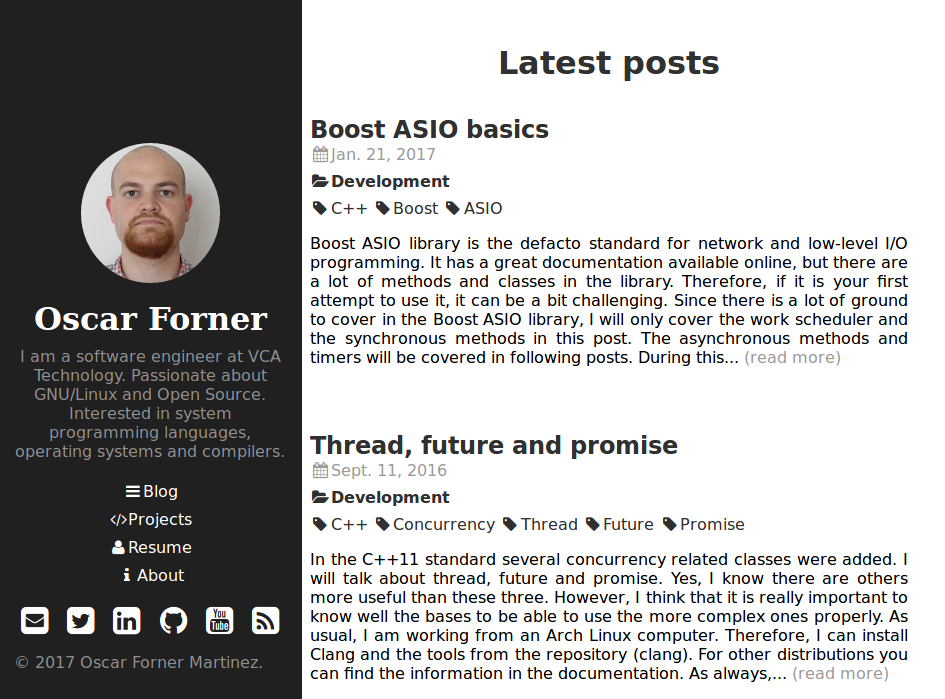 Oscar Forner
I am a software engineer at VCA
Technology. Passionate about
GNU/Linux and Open Source.
Interested in system
programming languages,
operating systems and compilers.
Blog
Projects
Resume
About
You
Tube
© 2017 Oscar Forner Martinez.
Latest posts
Boost ASIO basics
Jan. 21, 2017
Development
C++ Boost ASIO
Boost ASIO library is the defacto standard for network and low-level I/O
programming. It has a great documentation available online, but there are
a lot of methods and classes in the library. Therefore, if it is your first
attempt to use it, it can be a bit challenging. Since there is a lot of ground
to cover in the Boost ASIO library, I will only cover the work scheduler and
the synchronous methods in this post. The asynchronous methods and
timers will be covered in following posts. During this... (read more)
Thread, future and promise
Sept. 11, 2016
Development
C++ Concurrency Thread Future Promise
In the C++11 standard several concurrency related classes were added. I
will talk about thread, future and promise. Yes, I know there are others
more useful than these three. However, I think that it is really important to
know well the bases to be able to use the more complex ones properly. As
usual, I am working from an Arch Linux computer. Therefore, I can install
Clang and the tools from the repository (clang). For other distributions you
can find the information in the documentation. As always,... (read more)